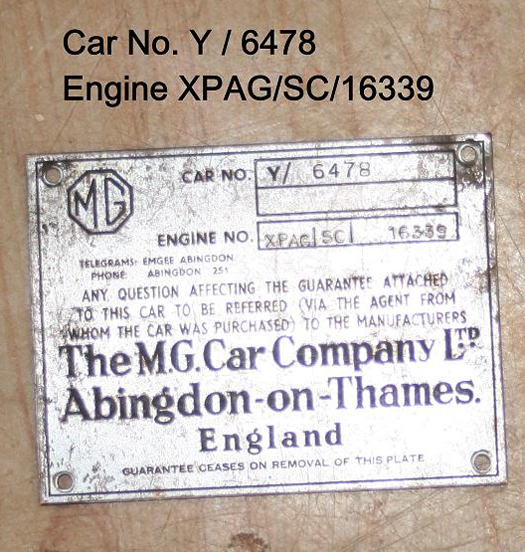 Car No. Y / 6478
Engine XPAG/SC/16339
MG
CAR NO. Y/ 6478
ENGINE NO. XPAG/SC/ 16339
TELEGRAMS: EMGEE ABINGDON
PHONE: ABINGDON 251
ANY QUESTION AFFECTING THE GUARANTEE ATTACHED
TO THIS CAR TO BE REFERRED (VIA THE AGENT FROM
WHOM THE CAR WAS PURCHASED) TO THE MANUFACTURERS
The M.G. Car Company LTD.
Abingdon-on-Thames.
England
GUARANTEE CEASES ON REMOVAL OF THIS PLATE